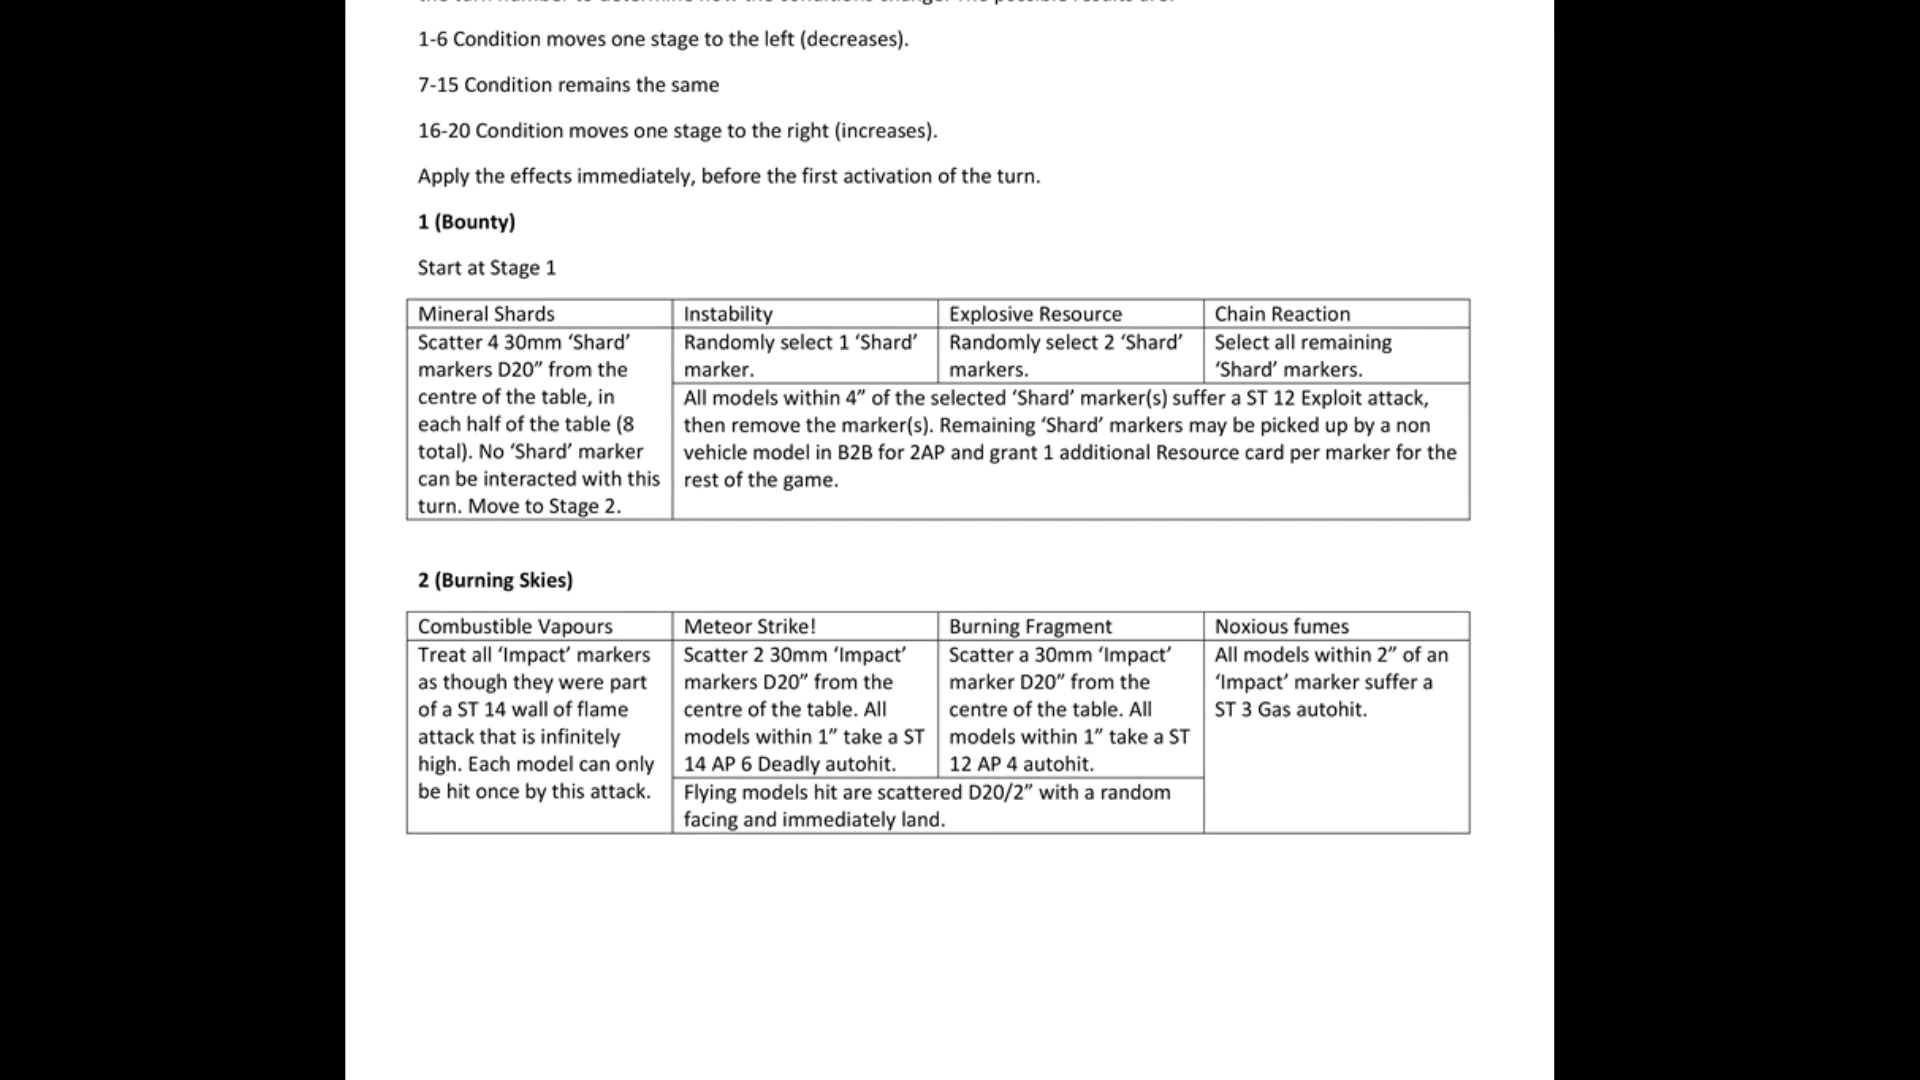 the turn number to determine how the conditions change. The possible results are:
1-6 Condition moves one stage to the left (decreases).
7-15 Condition remains the same
16-20 Condition moves one stage to the right (increases).
Apply the effects immediately, before the first activation of the turn.
1 (Bounty)
Start at Stage 1
Mineral Shards
Scatter 4 30mm ‘Shard’
markers D20” from the
centre of the table, in
each half of the table (8
total). No ‘Shard’ marker
can be interacted with this
turn. Move to Stage 2.
Instability
Randomly select 1 ‘Shard’
marker.
Explosive Resource
Randomly select 2 ‘Shard’
markers.
Chain Reaction
Select all remaining
‘Shard’ markers.
All models within 4” of the selected ‘Shard’ marker(s) suffer a ST 12 Exploit attack,
then remove the marker(s). Remaining ‘Shard’ markers may be picked up by a non
vehicle model in B2B for 2AP and grant 1 additional Resource card per marker for the
rest of the game.
2 (Burning Skies)
Combustible Vapours
Treat all ‘Impact’ markers
as though they were part
of a ST 14 wall of flame
attack that is infinitely
high. Each model can only
be hit once by this attack.
Meteor Strike!
Scatter 2 30mm ‘Impact’
markers D20” from the
centre of the table. All
models within 1” take a ST
14 AP 6 Deadly autohit.
Burning Fragment
Scatter a 30mm ‘Impact’
marker D20” from the
centre of the table. All
models within 1” take a ST
12 AP 4 autohit.
Flying models hit are scattered D20/2” with a random
facing and immediately land.
Noxious fumes
All models within 2” of an
‘Impact’ marker suffer a
ST 3 Gas autohit.